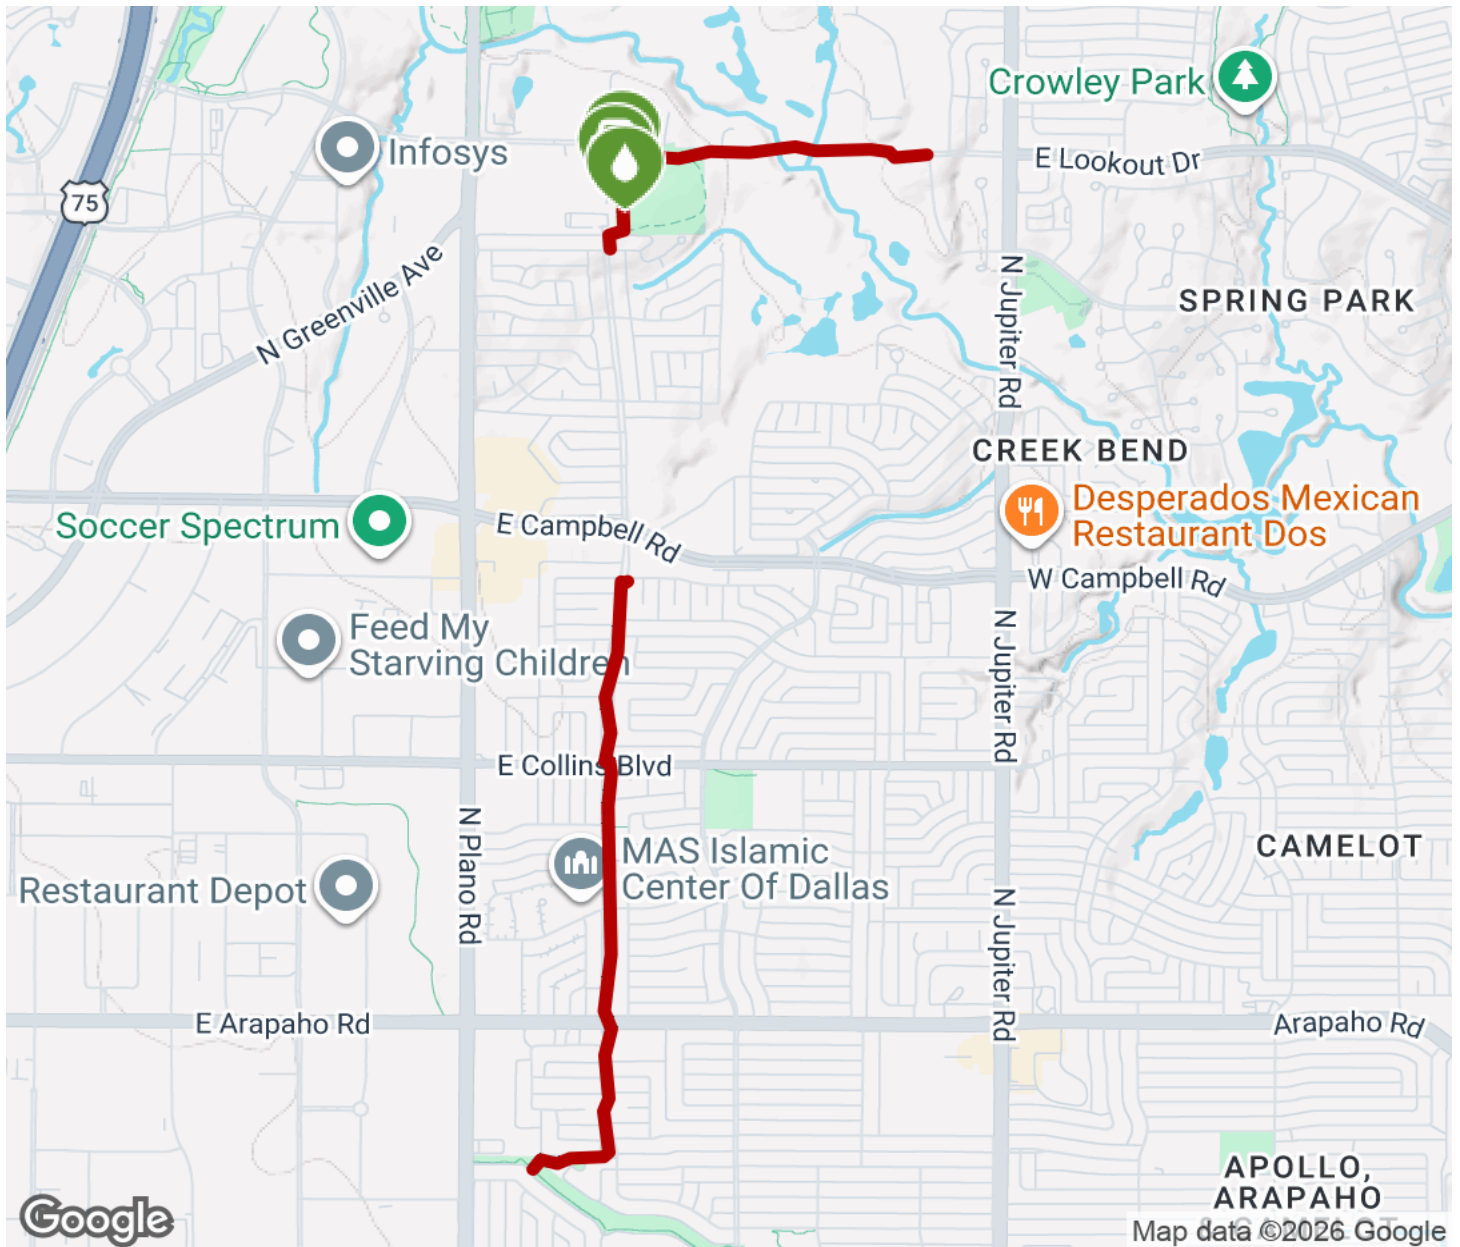 Crowley Park
Infosys
E Lookout Dr
75
N Greenville Ave
N Jupiter Rd
SPRING PARK
CREEK BEND
Desperados Mexican
Restaurant Dos
Soccer Spectrum
E Campbell Rd
W Campbell Rd
Feed My
Starving Children
N Jupiter Rd
E Collins Blvd
N Plano Rd
MAS Islamic
Center Of Dallas
CAMELOT
Restaurant Depot
N Jupiter Rd
E Arapaho Rd
Arapaho Rd
APOLLO,
ARAPAHO
Google
Map data ©2026 Google